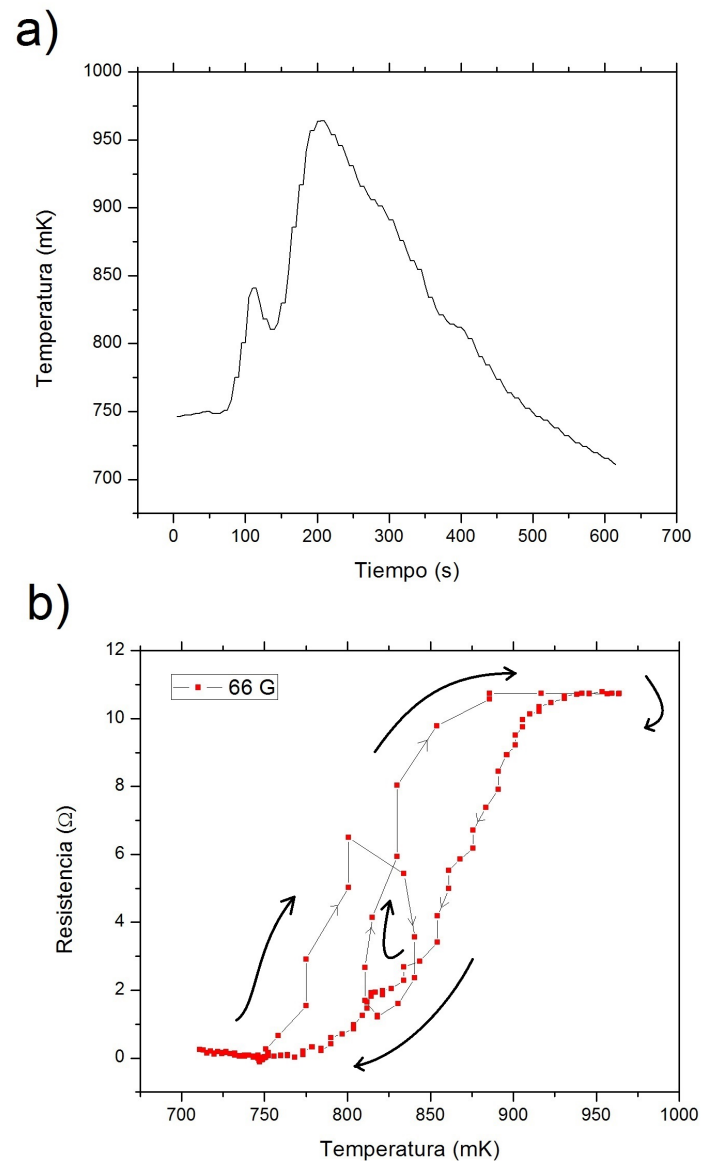 a)
1000
950
900
850
800
750
700
Temperatura (mK)
0 100 200 300 400 500 600 700
Tiempo (s)
b)
12
10
8
6
4
2
0
Resistencia (Ω)
66 G
700 750 800 850 900 950 1000
Temperatura (mK)